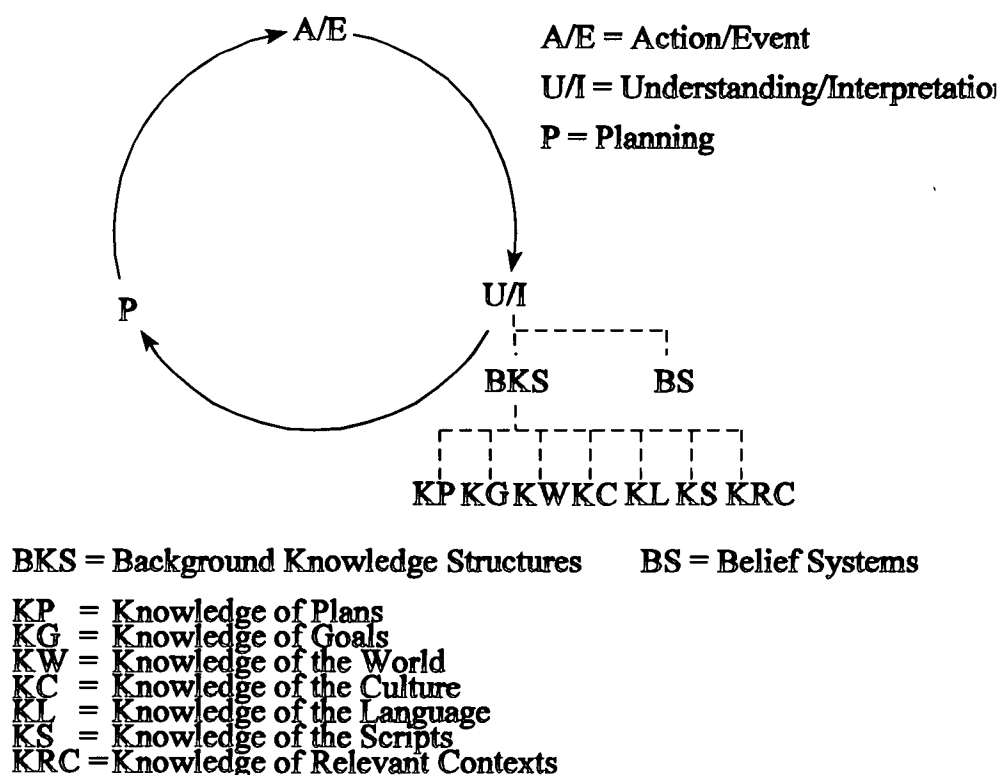 A/E
A/E = Action/Event
U/I = Understanding/Interpretation
P = Planning
U/I
P
BKS BS
KP KG KW KC KL KS KRC
BKS = Background Knowledge Structures BS = Belief Systems
KP = Knowledge of Plans
KG = Knowledge of Goals
KW = Knowledge of the World
KC = Knowledge of the Culture
KL = Knowledge of the Language
KS = Knowledge of the Scripts
KRC = Knowledge of Relevant Contexts